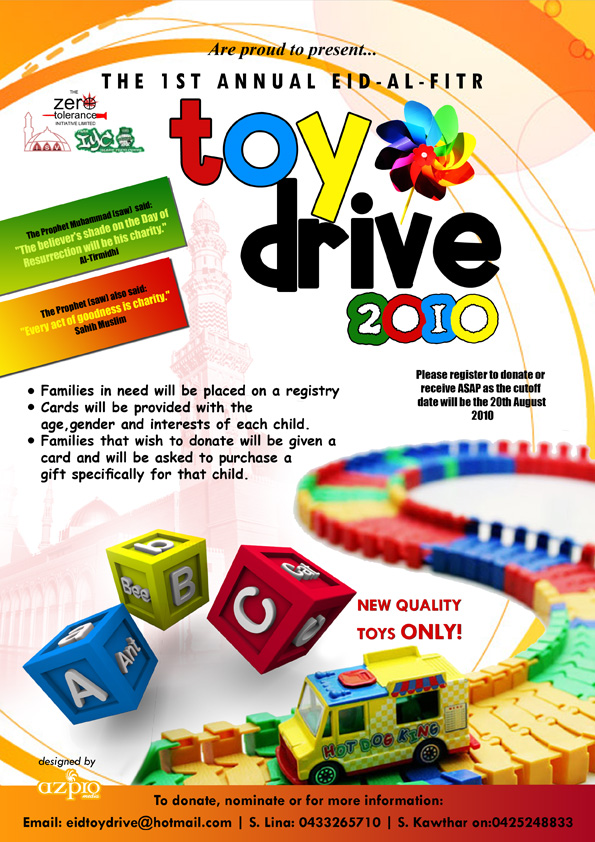 Are proud to present...
THE 1ST ANNUAL EID-AL-FITR
THE
zero
tolerance
INITIATIVE LIMITED
toy
drive
2010
The Prophet Muhammad (saw) said:
"The believer's shade on the Day of
Resurrection will be his charity."
Al-Tirmidhi
The Prophet (saw) also said:
"Every act of goodness is charity."
Sahih Muslim
Please register to donate or
receive ASAP as the cutoff
date will be the 20th August
2010
• Families in need will be placed on a registry
• Cards will be provided with the
age,gender and interests of each child.
• Families that wish to donate will be given a
card and will be asked to purchase a
gift specifically for that child.
a
A
Ant
b
Bee
B
Cat
C
c
NEW QUALITY
TOYS ONLY!
HOT DOG KING
designed by
azpio
To donate, nominate or for more information:
Email: eidtoydrive@hotmail.com | S. Lina: 0433265710 | S. Kawthar on:0425248833